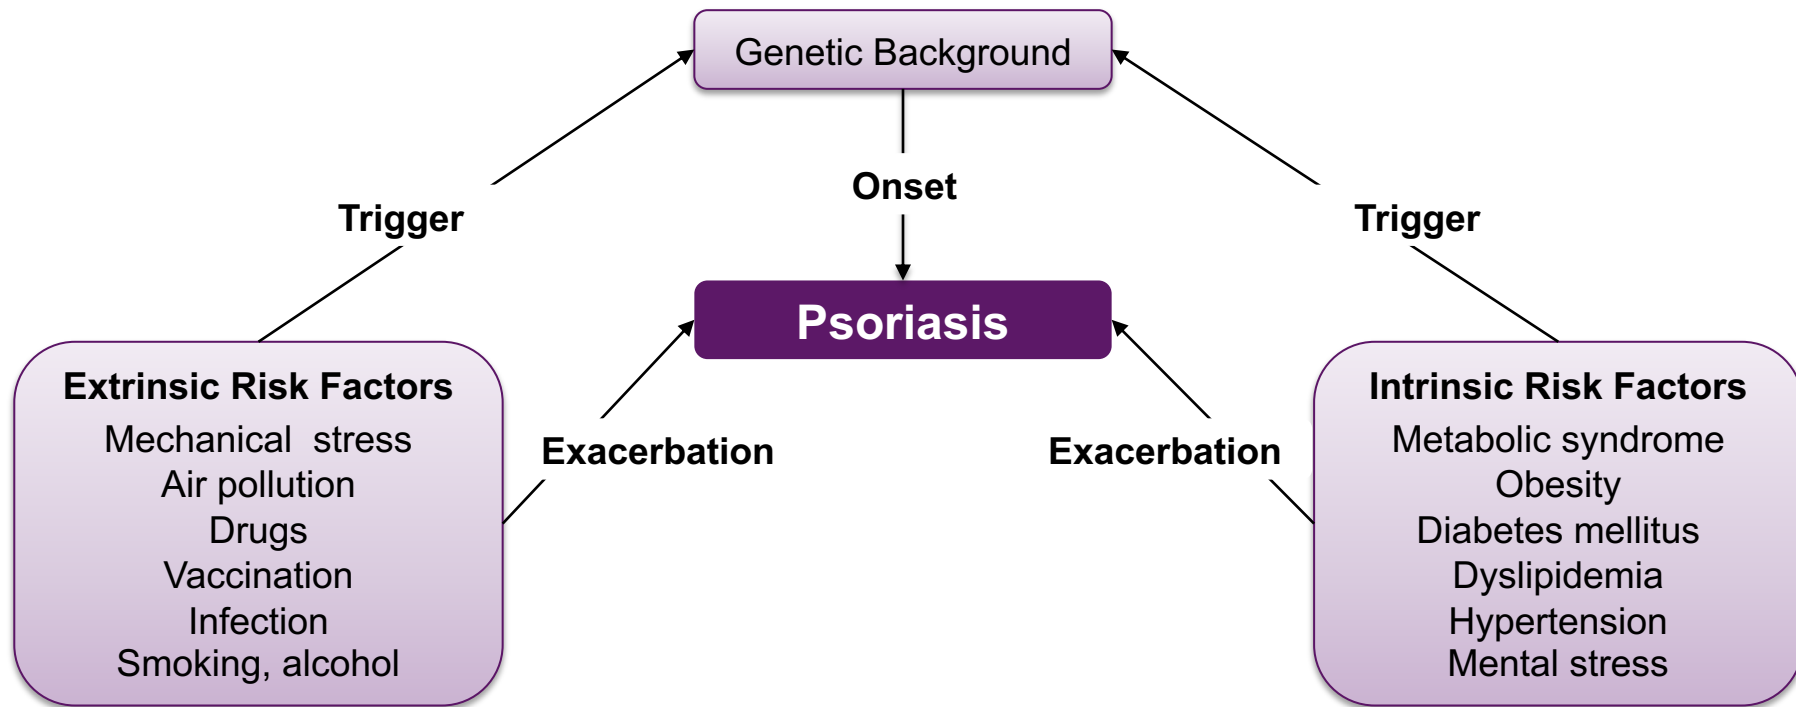 Genetic Background
Onset
Trigger
Trigger
Psoriasis
Extrinsic Risk Factors
Mechanical  stress
Air pollution
Drugs
Vaccination
Infection
Smoking, alcohol
Exacerbation
Exacerbation
Intrinsic Risk Factors
Metabolic syndrome
Obesity
Diabetes mellitus
Dyslipidemia
Hypertension
Mental stress